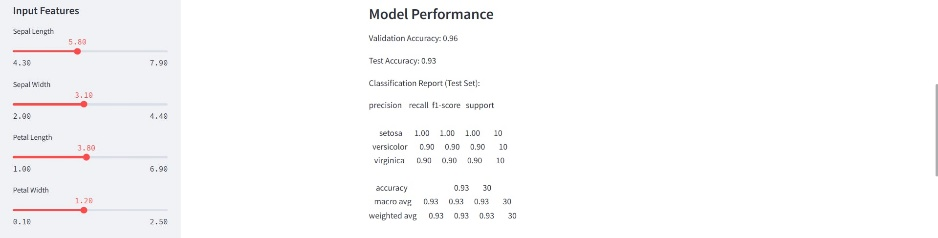 Input Features
Sepal Length
5.80
4.30 7.90
Sepal Width
3.10
2.00 4.40
Petal Length
3.80
1.00 6.90
Petal Width
1.20
0.10 2.50
Model Performance
Validation Accuracy: 0.96
Test Accuracy: 0.93
Classification Report (Test Set):
precision recall f1-score support
setosa 1.00 1.00 1.00 10
versicolor 0.90 0.90 0.90 10
virginica 0.90 0.90 0.90 10
accuracy 0.93 30
macro avg 0.93 0.93 0.93 30
weighted avg 0.93 0.93 0.93 30